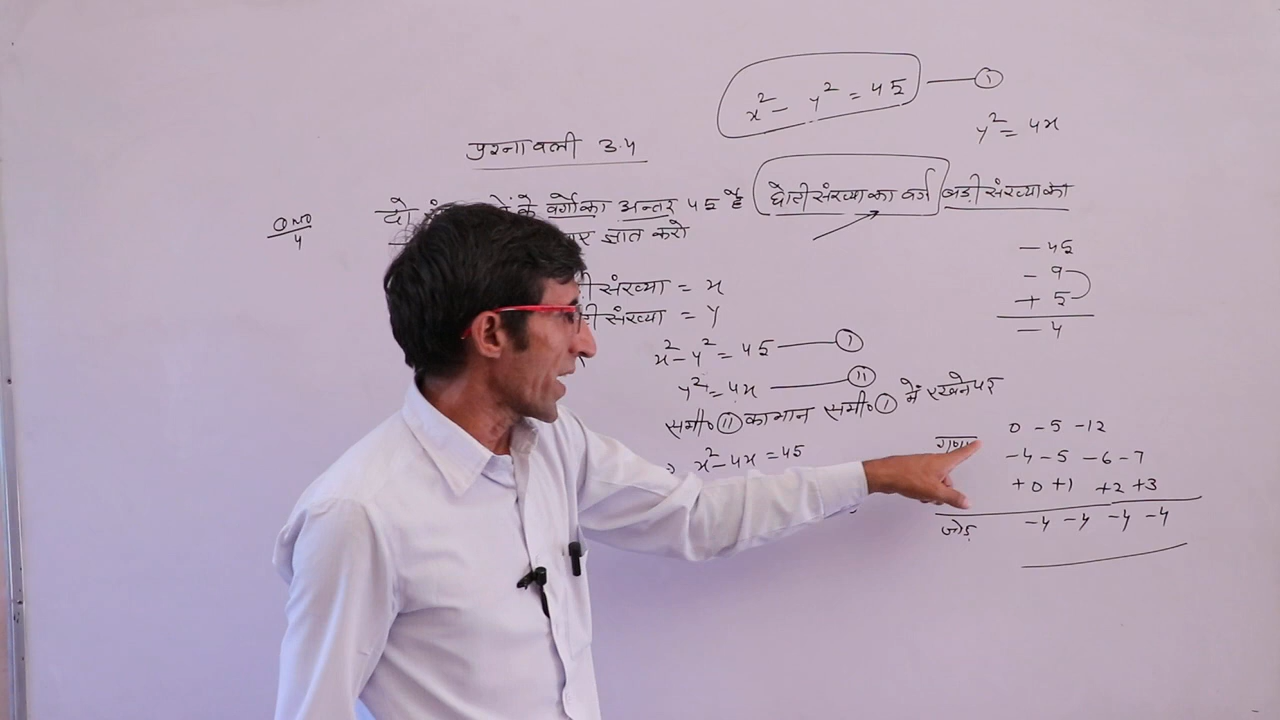 x² - y² = 45 — ①
y² = 4x
प्रश्नावली 3.4
Q NO 4
दो के वर्गो का अन्तर 45 है छोटी संख्या का वर्ग बड़ी संख्या का
ज्ञात करो
संख्या = x
संख्या = y
x² - y² = 45 — ①
y² = 4x — ⑪
समी० ⑪ का मान समी० ① में रखने पर
x² - 4x = 45
- 45
- 9
+ 5
- 4
0 - 5 - 12
- 4 - 5 - 6 - 7
+0 +1 +2 +3
जोड़ -4 -4 -4 -4